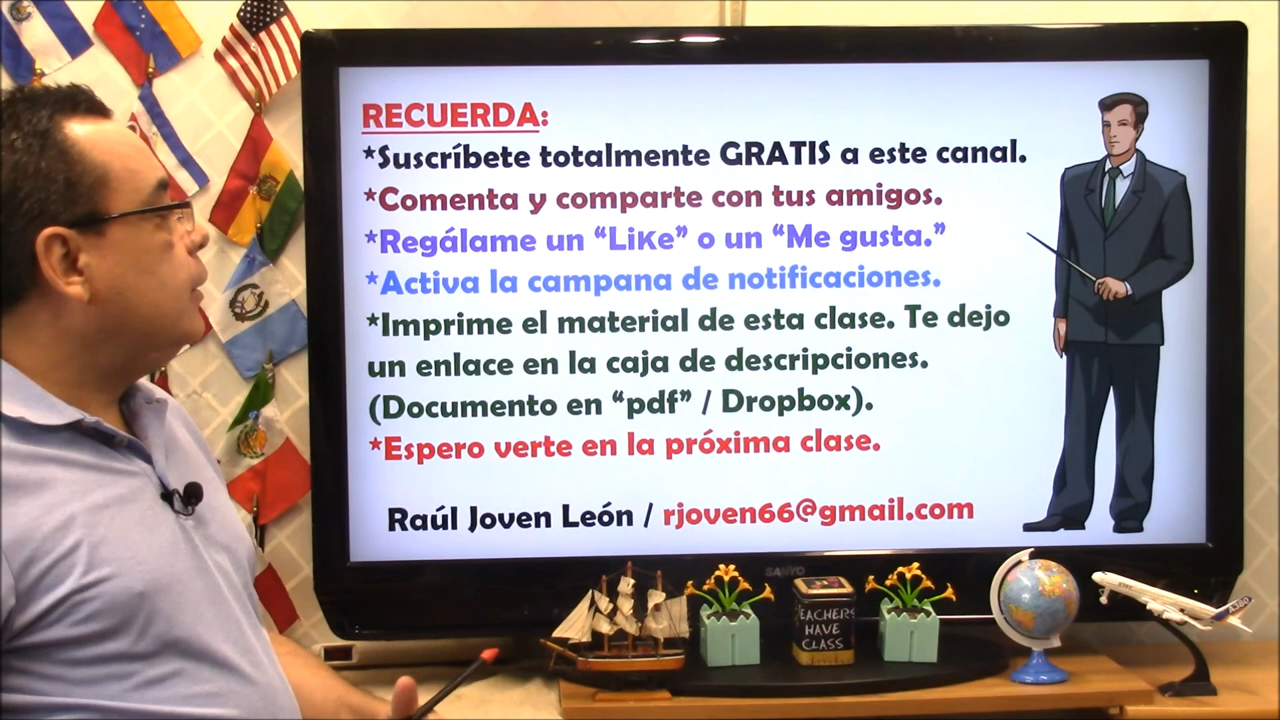 RECUERDA:
*Suscríbete totalmente GRATIS a este canal.
*Comenta y comparte con tus amigos.
*Regálame un “Like” o un “Me gusta.”
*Activa la campana de notificaciones.
*Imprime el material de esta clase. Te dejo
un enlace en la caja de descripciones.
(Documento en “pdf” / Dropbox).
*Espero verte en la próxima clase.
Raúl Joven León / rjoven66@gmail.com
SANYO
TEACHERS
HAVE
CLASS
A380